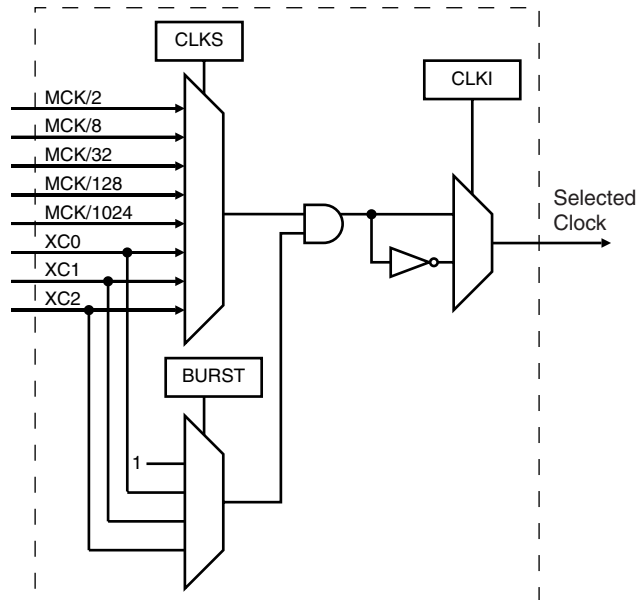 CLKS
CLKI
MCK/2
MCK/8
MCK/32
MCK/128
MCK/1024
XC0
XC1
XC2
Selected
Clock
BURST
1